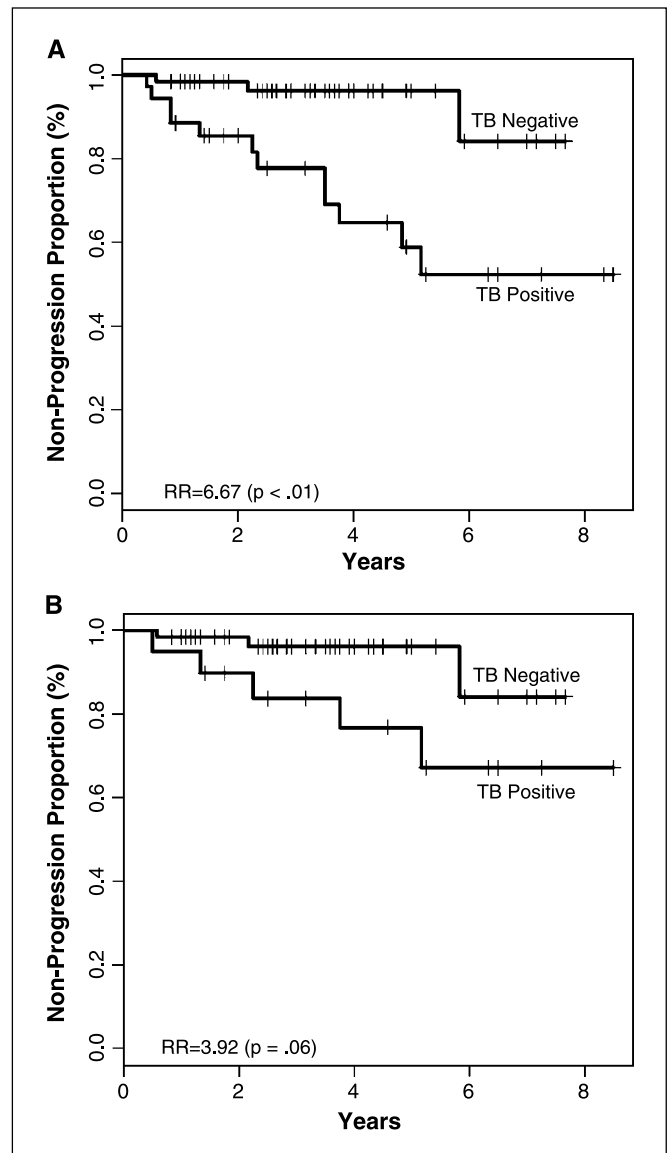 A
Non-Progression Proportion (%)
1.0
0.8
0.6
0.4
0.2
0.0
TB Negative
TB Positive
RR=6.67 (p < .01)
0 2 4 6 8
Years
B
Non-Progression Proportion (%)
1.0
0.8
0.6
0.4
0.2
0.0
TB Negative
TB Positive
RR=3.92 (p = .06)
0 2 4 6 8
Years